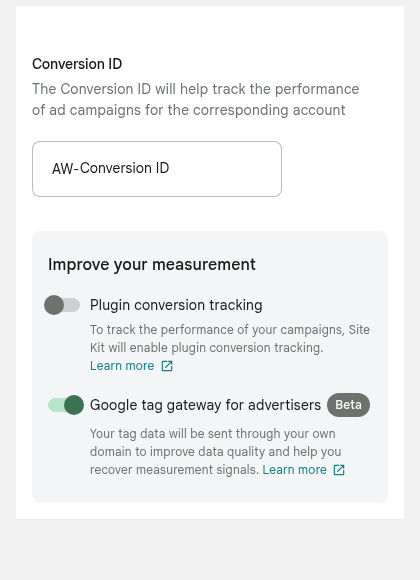 Conversion ID
The Conversion ID will help track the performance
of ad campaigns for the corresponding account
AW-Conversion ID
Improve your measurement
Plugin conversion tracking
To track the performance of your campaigns, Site
Kit will enable plugin conversion tracking.
Learn more
Google tag gateway for advertisers Beta
Your tag data will be sent through your own
domain to improve data quality and help you
recover measurement signals. Learn more